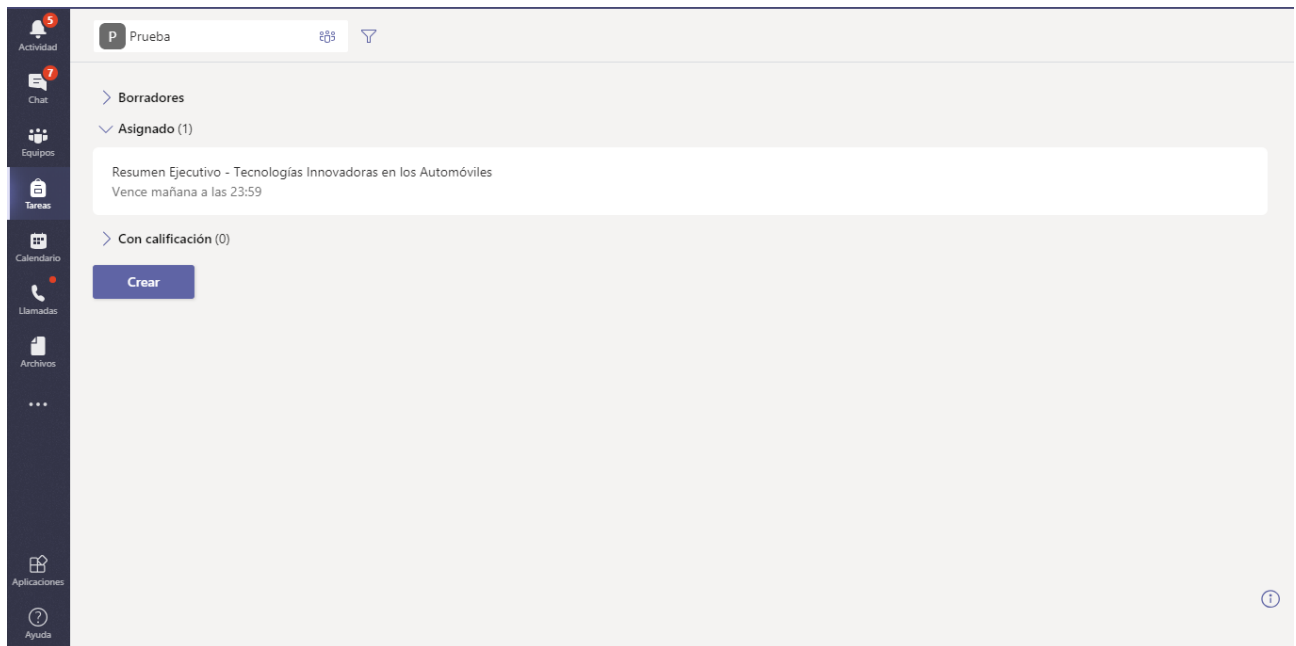 5
Actividad
7
Chat
Equipos
Tareas
Calendario
Llamadas
Archivos
Aplicaciones
Ayuda
P Prueba
Borradores
Asignado (1)
Resumen Ejecutivo - Tecnologías Innovadoras en los Automóviles
Vence mañana a las 23:59
Con calificación (0)
Crear